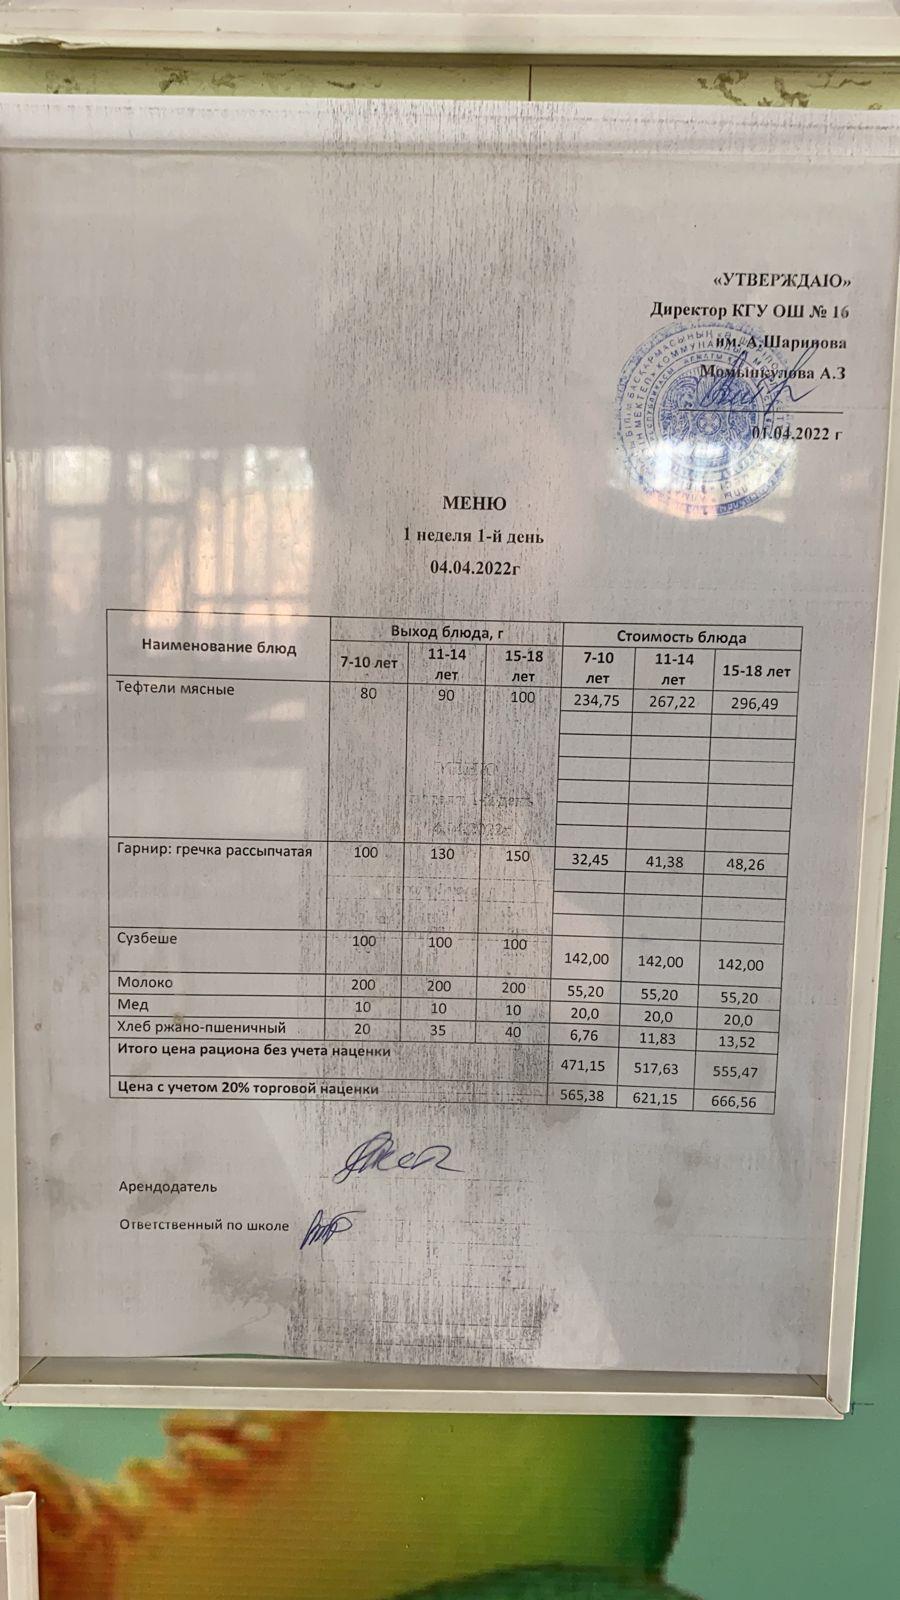 «УТВЕРЖДАЮ»
Директор КГУ ОШ № 16
им. А.Шарипова
Момышкулова А.З
01.04.2022 г
МЕНЮ
1 неделя 1-й день
04.04.2022г
Наименование блюд Выход блюда, г Стоимость блюда
7-10 лет 11-14 лет 15-18 лет 7-10 лет 11-14 лет 15-18 лет
Тефтели мясные 80 90 100 234,75 267,22 296,49
Гарнир: гречка рассыпчатая 100 130 150 32,45 41,38 48,26
Сузбеше 100 100 100 142,00 142,00 142,00
Молоко 200 200 200 55,20 55,20 55,20
Мед 10 10 10 20,0 20,0 20,0
Хлеб ржано-пшеничный 20 35 40 6,76 11,83 13,52
Итого цена рациона без учета наценки 471,15 517,63 555,47
Цена с учетом 20% торговой наценки 565,38 621,15 666,56
Арендодатель
Ответственный по школе